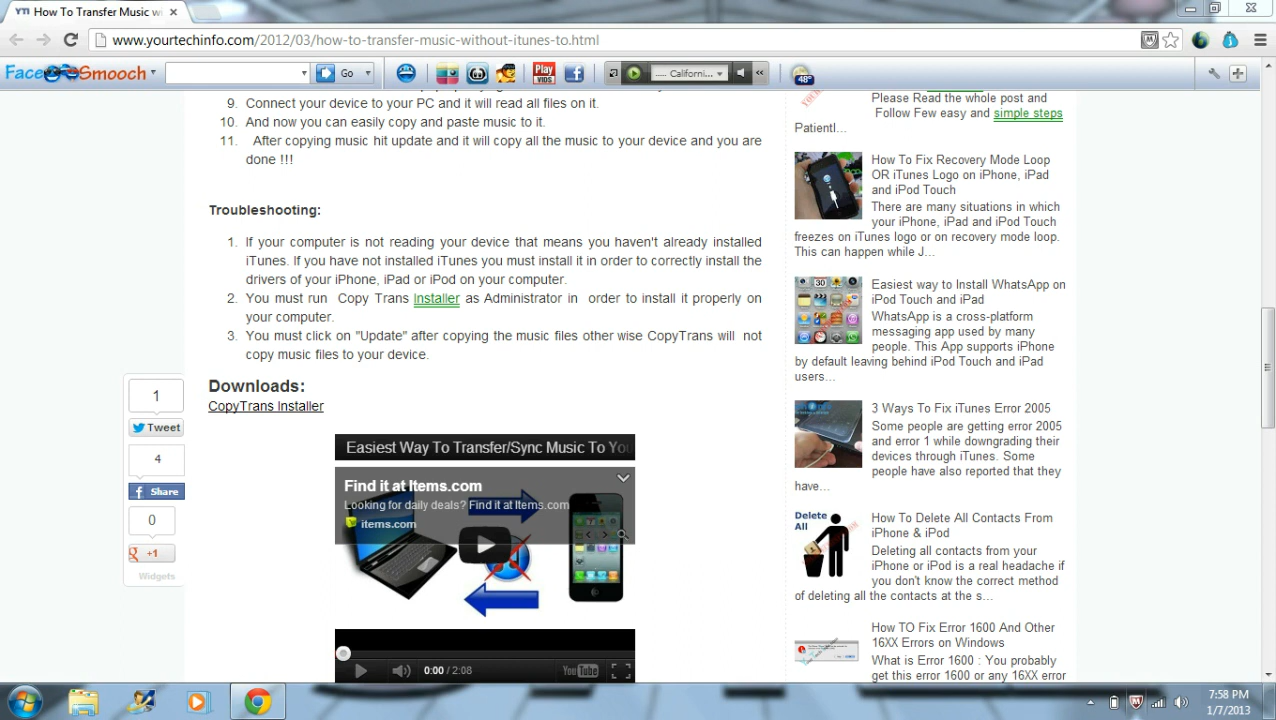 YTI How To Transfer Music wi
www.yourtechinfo.com/2012/03/how-to-transfer-music-without-itunes-to.html
Face Smooch
Go
Play
VIDS
..... Californi...
48°
9. Connect your device to your PC and it will read all files on it.
10. And now you can easily copy and paste music to it.
11. After copying music hit update and it will copy all the music to your device and you are
done !!!
Troubleshooting:
1. If your computer is not reading your device that means you haven't already installed
iTunes. If you have not installed iTunes you must install it in order to correctly install the
drivers of your iPhone, iPad or iPod on your computer.
2. You must run Copy Trans Installer as Administrator in order to install it properly on
your computer.
3. You must click on "Update" after copying the music files other wise CopyTrans will not
copy music files to your device.
Downloads:
CopyTrans Installer
1
Tweet
4
Share
0
+1
Widgets
Easiest Way To Transfer/Sync Music To You
Find it at Items.com
Looking for daily deals? Find it at Items.com
items.com
0:00 / 2:08
YouTube
Please Read the whole post and
Follow Few easy and simple steps
Patientl...
How To Fix Recovery Mode Loop
OR iTunes Logo on iPhone, iPad
and iPod Touch
There are many situations in which
your iPhone, iPad and iPod Touch
freezes on iTunes logo or on recovery mode loop.
This can happen while J...
Easiest way to Install WhatsApp on
iPod Touch and iPad
WhatsApp is a cross-platform
messaging app used by many
people. This App supports iPhone
by default leaving behind iPod Touch and iPad
users...
3 Ways To Fix iTunes Error 2005
Some people are getting error 2005
and error 1 while downgrading their
devices through iTunes. Some
people have also reported that they
have...
Delete
All
How To Delete All Contacts From
iPhone & iPod
Deleting all contacts from your
iPhone or iPod is a real headache if
you don't know the correct method
of deleting all the contacts at the s...
How TO Fix Error 1600 And Other
16XX Errors on Windows
What is Error 1600 : You probably
get this error 1600 or any 16XX error
7:58 PM
1/7/2013